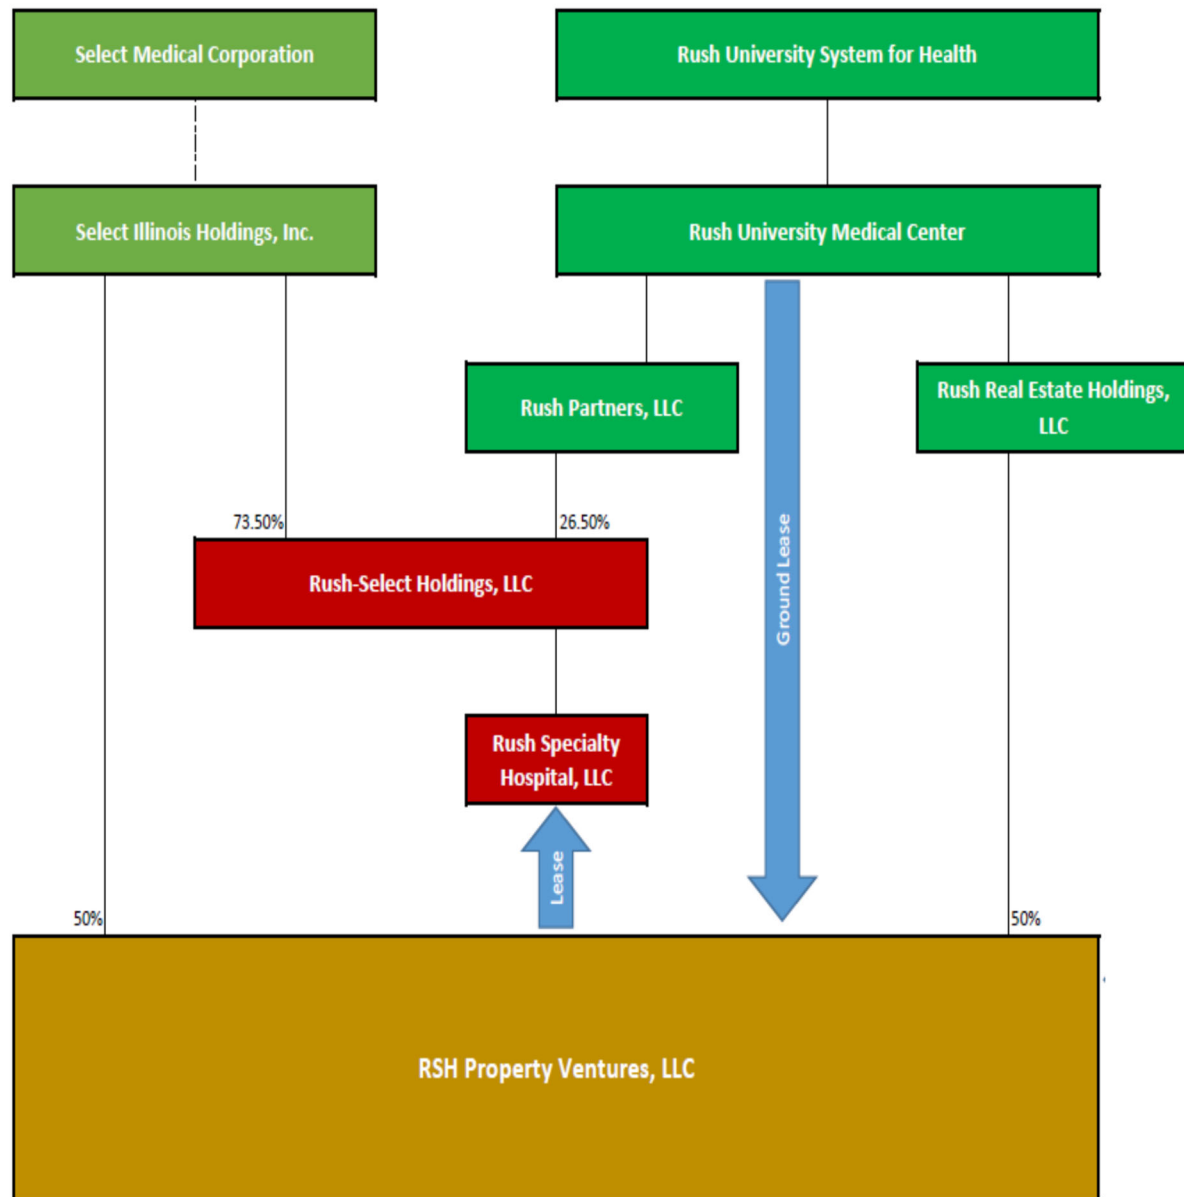 Select Medical Corporation
Rush University System for Health
Select Illinois Holdings, Inc.
Rush University Medical Center
Rush Partners, LLC
Rush Real Estate Holdings,
LLC
73.50%
26.50%
Rush-Select Holdings, LLC
Ground Lease
Rush Specialty
Hospital, LLC
Lease
50%
50%
RSH Property Ventures, LLC